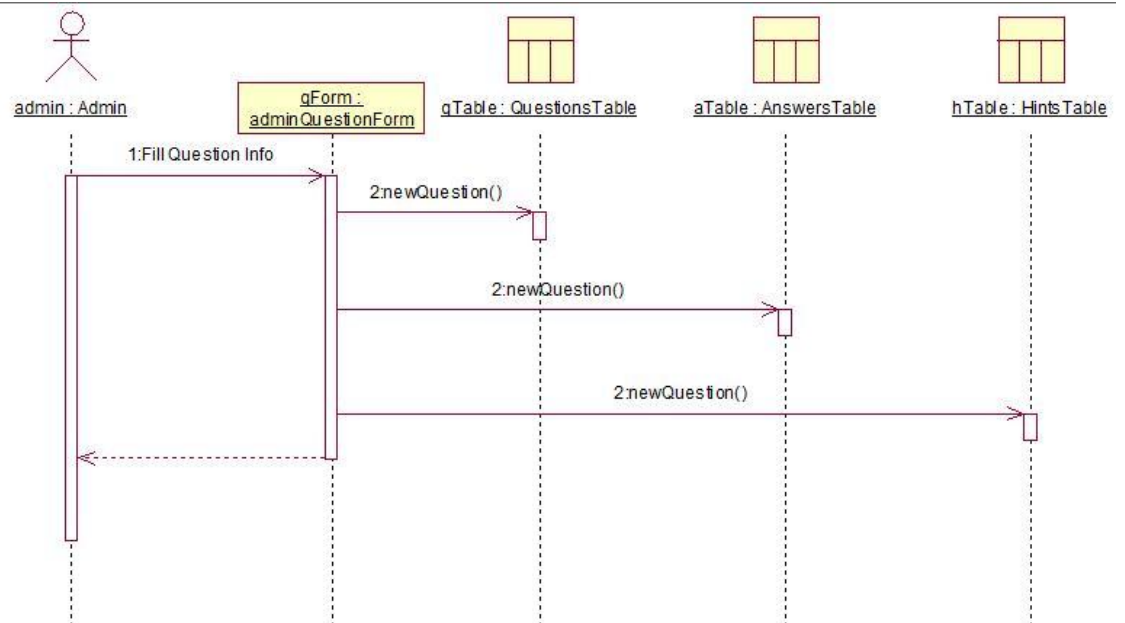 admin : Admin
qForm :
adminQuestionForm
qTable : QuestionsTable
aTable : AnswersTable
hTable : HintsTable
1:Fill Question Info
2:newQuestion()
2:newQuestion()
2:newQuestion()